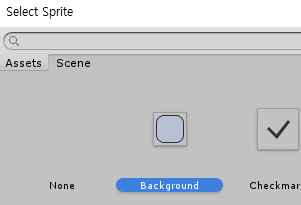 Select Sprite
Assets Scene
None Background Checkmar